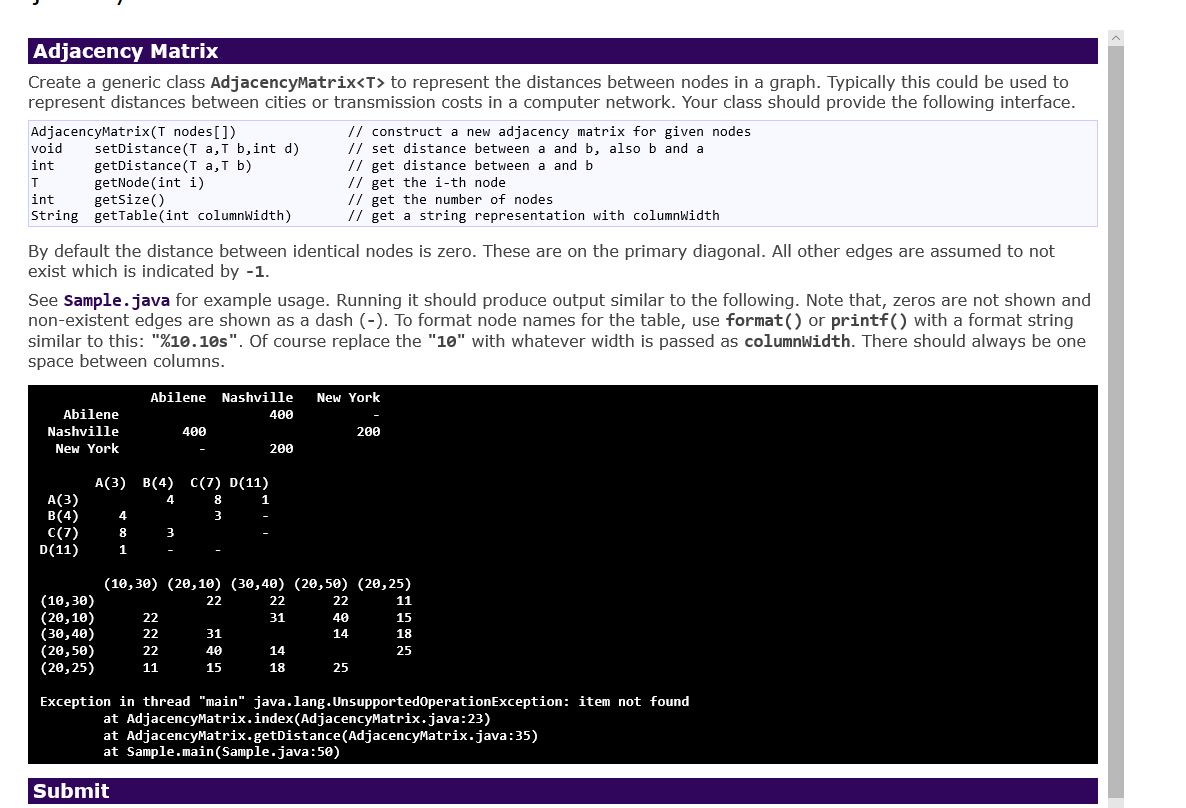 Adjacency Matrix
Create a generic class AdjacencyMatrix<T> to represent the distances between nodes in a graph. Typically this could be used to
represent distances between cities or transmission costs in a computer network. Your class should provide the following interface.
AdjacencyMatrix(T nodes[])              // construct a new adjacency matrix for given nodes
void    setDistance(T a,T b,int d)      // set distance between a and b, also b and a
int     getDistance(T a,T b)            // get distance between a and b
T       getNode(int i)                  // get the i-th node
int     getSize()                       // get the number of nodes
String  getTable(int columnWidth)       // get a string representation with columnWidth
By default the distance between identical nodes is zero. These are on the primary diagonal. All other edges are assumed to not
exist which is indicated by -1.
See Sample.java for example usage. Running it should produce output similar to the following. Note that, zeros are not shown and
non-existent edges are shown as a dash (-). To format node names for the table, use format() or printf() with a format string
similar to this: "%10.10s". Of course replace the "10" with whatever width is passed as columnWidth. There should always be one
space between columns.
              Abilene  Nashville   New York
   Abilene                   400          -
 Nashville        400                   200
  New York          -        200
       A(3)  B(4)  C(7) D(11)
 A(3)           4     8     1
 B(4)     4           3     -
 C(7)     8     3           -
D(11)     1     -     -
        (10,30) (20,10) (30,40) (20,50) (20,25)
(10,30)              22      22      22      11
(20,10)      22              31      40      15
(30,40)      22      31              14      18
(20,50)      22      40      14              25
(20,25)      11      15      18      25
Exception in thread "main" java.lang.UnsupportedOperationException: item not found
        at AdjacencyMatrix.index(AdjacencyMatrix.java:23)
        at AdjacencyMatrix.getDistance(AdjacencyMatrix.java:35)
        at Sample.main(Sample.java:50)
Submit